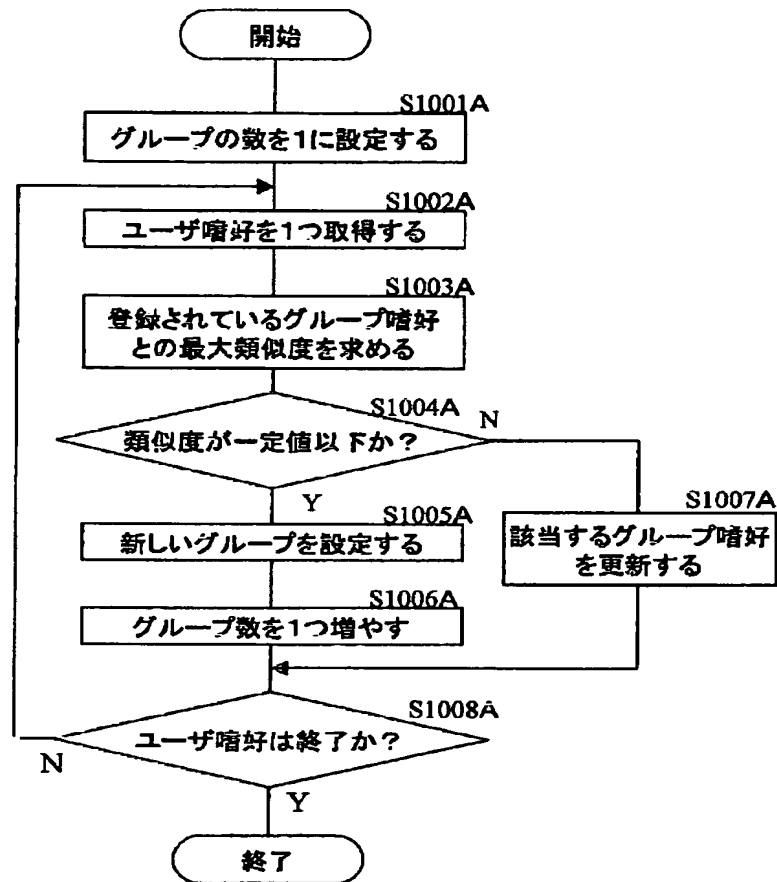 開始
S1001A
グループの数を1に設定する
S1002A
ユーザ嗜好を1つ取得する
S1003A
登録されているグループ嗜好
との最大類似度を求める
S1004A
類似度が一定値以下か？
N
Y
S1005A
新しいグループを設定する
S1007A
該当するグループ嗜好
を更新する
S1006A
グループ数を1つ増やす
S1008A
ユーザ嗜好は終了か？
N
Y
終了